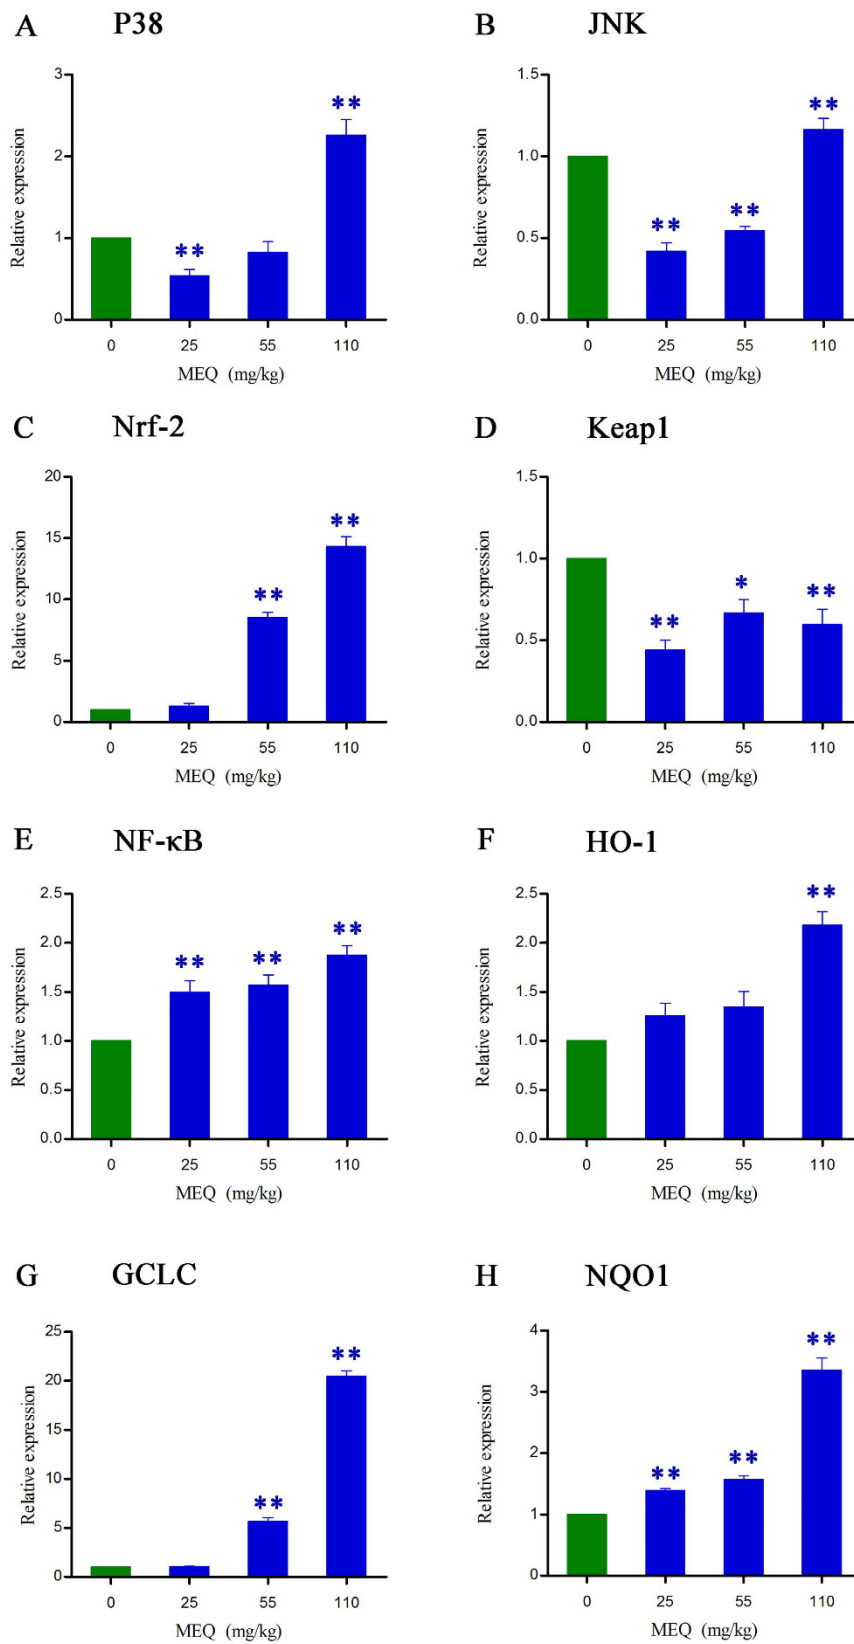 A P38
3
2
1
0
Relative expression
**
**
0 25 55 110
MEQ (mg/kg)
B JNK
1.5
1.0
0.5
0.0
Relative expression
**
**
**
0 25 55 110
MEQ (mg/kg)
C Nrf-2
20
15
10
5
0
Relative expression
**
**
0 25 55 110
MEQ (mg/kg)
D Keap1
1.5
1.0
0.5
0.0
Relative expression
**
*
**
0 25 55 110
MEQ (mg/kg)
E NF-κB
2.5
2.0
1.5
1.0
0.5
0.0
Relative expression
**
**
**
0 25 55 110
MEQ (mg/kg)
F HO-1
2.5
2.0
1.5
1.0
0.5
0.0
Relative expression
**
0 25 55 110
MEQ (mg/kg)
G GCLC
25
20
15
10
5
0
Relative expression
**
**
0 25 55 110
MEQ (mg/kg)
H NQO1
4
3
2
1
0
Relative expression
**
**
**
0 25 55 110
MEQ (mg/kg)